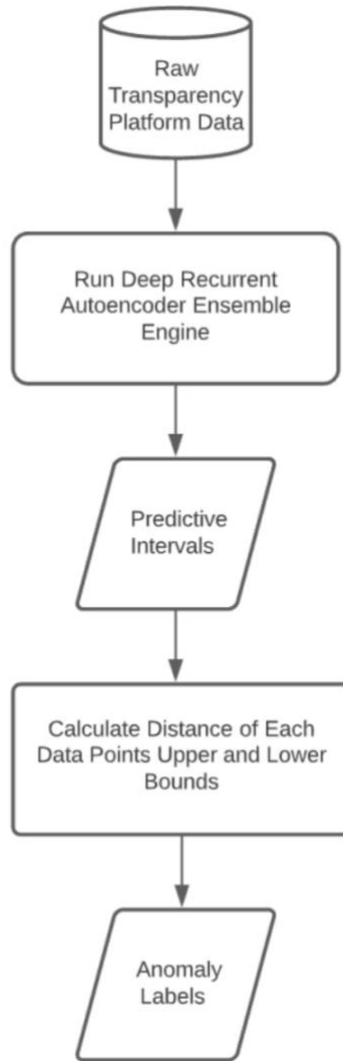 Raw
Transparency
Platform Data
Run Deep Recurrent
Autoencoder Ensemble
Engine
Predictive
Intervals
Calculate Distance of Each
Data Points Upper and Lower
Bounds
Anomaly
Labels